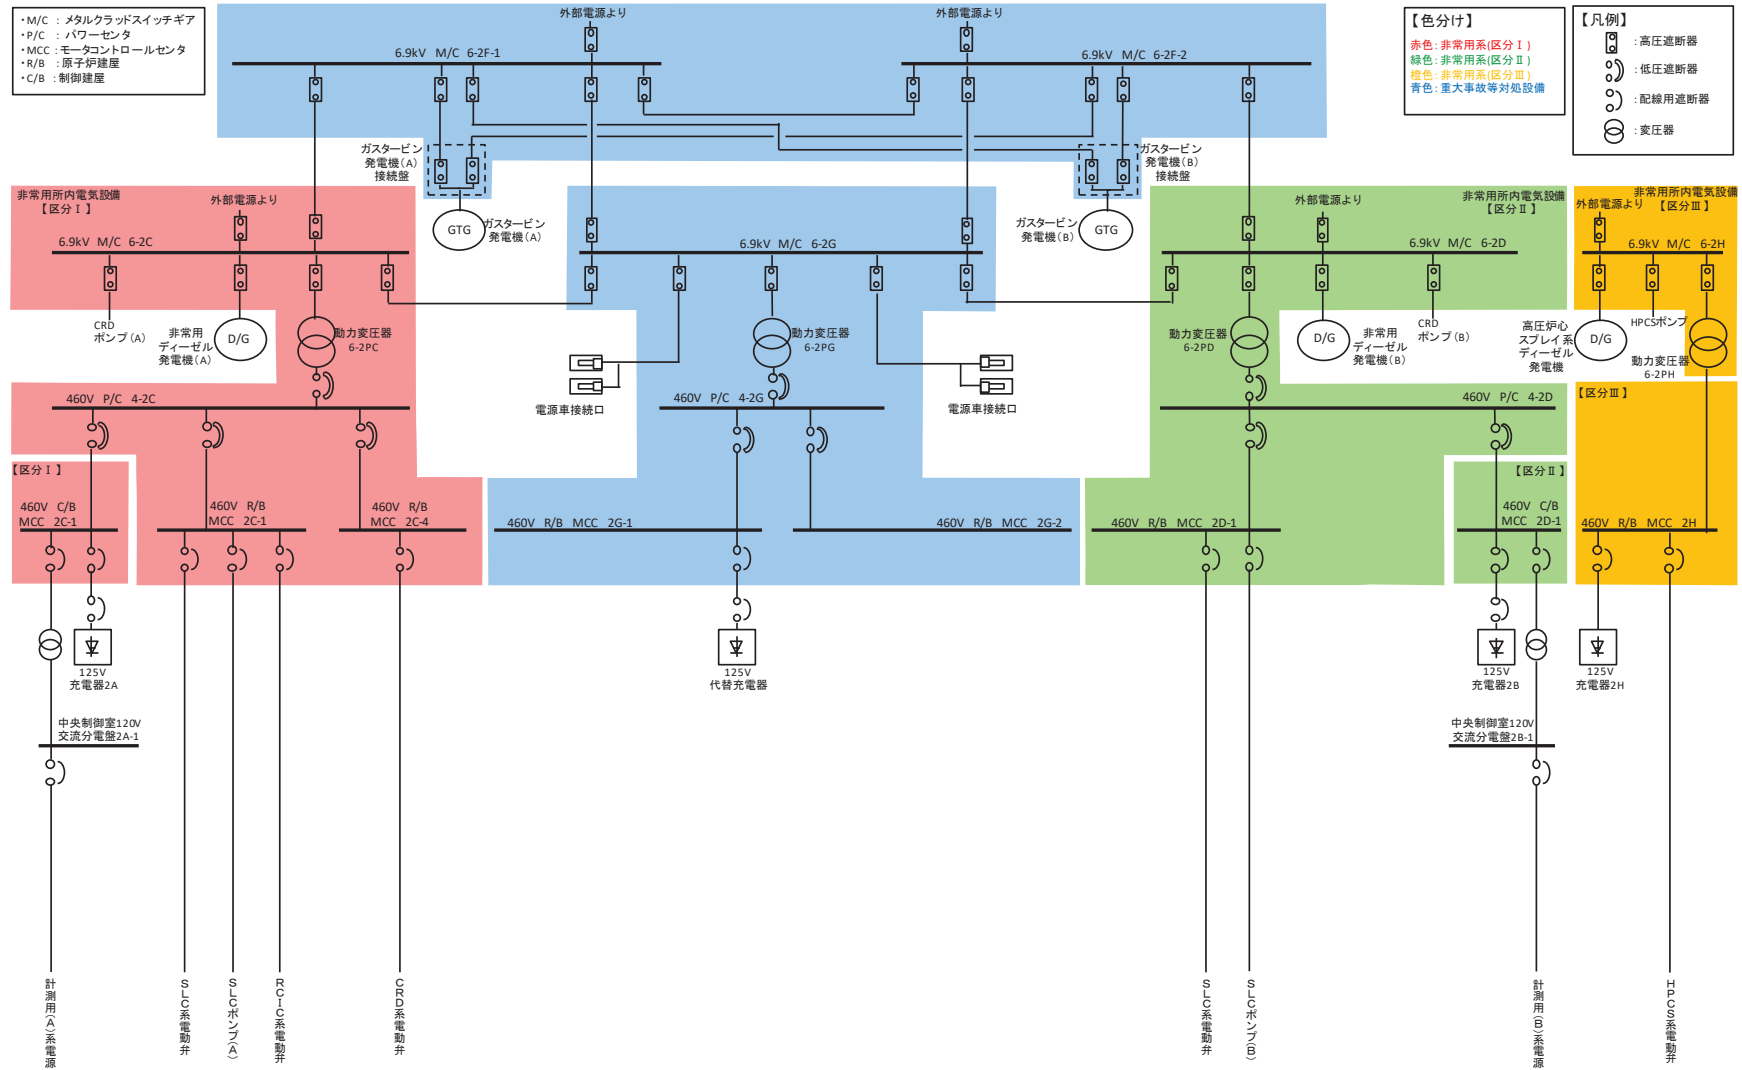 ・M/C ： メタルクラッドスイッチギア
・P/C ： パワーセンタ
・MCC ：モータコントロールセンタ
・R/B ：原子炉建屋
・C/B ：制御建屋
外部電源より
外部電源より
6.9kV M/C 6-2F-1
6.9kV M/C 6-2F-2
【色分け】
赤色：非常用系(区分Ⅰ)
緑色：非常用系(区分Ⅱ)
橙色：非常用系(区分Ⅲ)
青色：重大事故等対処設備
【凡例】
：高圧遮断器
：低圧遮断器
：配線用遮断器
：変圧器
ガスタービン
発電機(A)
接続盤
ガスタービン
発電機(B)
接続盤
GTG
ガスタービン
発電機(A)
ガスタービン
発電機(B)
GTG
非常用所内電気設備
【区分Ⅰ】
外部電源より
6.9kV M/C 6-2C
6.9kV M/C 6-2G
外部電源より
非常用所内電気設備
【区分Ⅱ】
6.9kV M/C 6-2D
非常用所内電気設備
外部電源より
【区分Ⅲ】
6.9kV M/C 6-2H
CRD
ポンプ(A)
非常用
ディーゼル
発電機(A)
D/G
動力変圧器
6-2PC
動力変圧器
6-2PG
動力変圧器
6-2PD
D/G
非常用
ディーゼル
発電機(B)
CRD
ポンプ(B)
高圧炉心
スプレイ系
ディーゼル
発電機
D/G
HPCSポンプ
動力変圧器
6-2PH
電源車接続口
電源車接続口
460V P/C 4-2C
460V P/C 4-2G
460V P/C 4-2D
【区分Ⅲ】
【区分Ⅰ】
【区分Ⅱ】
460V C/B
MCC 2C-1
460V R/B
MCC 2C-1
460V R/B
MCC 2C-4
460V R/B MCC 2G-1
460V R/B MCC 2G-2
460V R/B MCC 2D-1
460V C/B
MCC 2D-1
460V R/B MCC 2H
125V
充電器2A
125V
代替充電器
125V
充電器2B
125V
充電器2H
中央制御室120V
交流分電盤2A-1
中央制御室120V
交流分電盤2B-1
計測用(A)系電源
SLC系電動弁
SLCポンプ(A)
RCIC系電動弁
CRD系電動弁
SLC系電動弁
SLCポンプ(B)
計測用(B)系電源
HPCS系電動弁